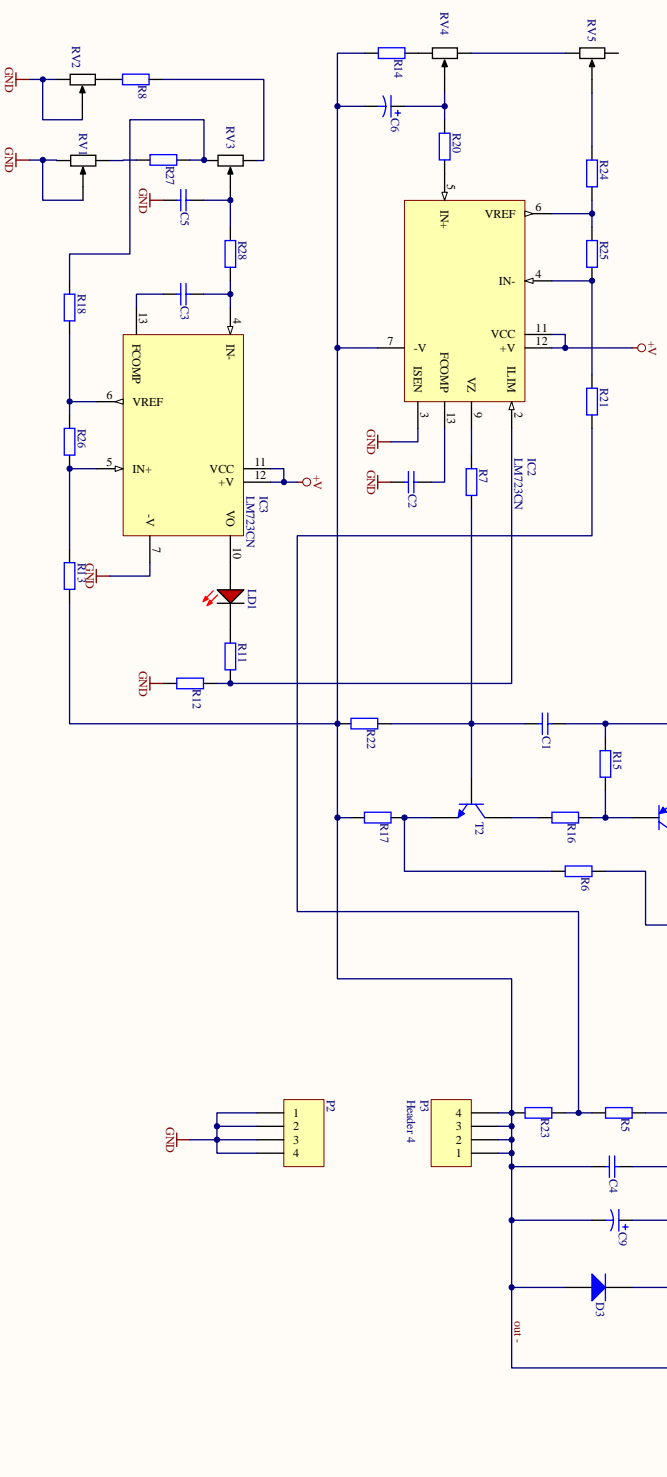 RV4
RV5
RV2
R14
GND
R8
C6
R20
RV1
RV3
GND
R27
R24
5
GND
C5
IN+
VREF
6
R28
R25
IN-
4
C3
R18
13
4
VCC
11
+V
12
+V
FCOMP
IN-
7
-V
ISEN
FCOMP
VZ
ILIM
6
VREF
R21
3
13
9
2
R26
GND
5
IN+
VCC
11
+V
12
+V
GND
C2
R7
IC2
LM723CN
IC3
LM723CN
-V
VO
7
10
R13
GND
LD1
R11
GND
R12
R22
C1
R15
R17
T2
R16
R6
P2
1
2
3
4
GND
P3
Header 4
4
3
2
1
R23
R5
C4
C9
D3
out -